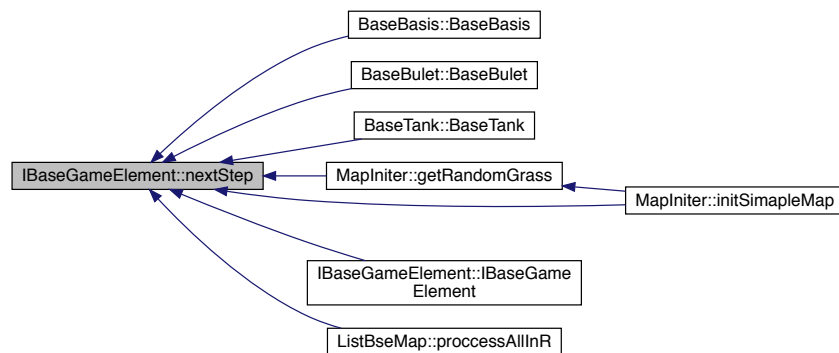 BaseBasis::BaseBasis
BaseBulet::BaseBulet
BaseTank::BaseTank
IBaseGameElement::nextStep
MapIniter::getRandomGrass
MapIniter::initSimapleMap
IBaseGameElement::IBaseGame
Element
ListBseMap::proccessAllInR